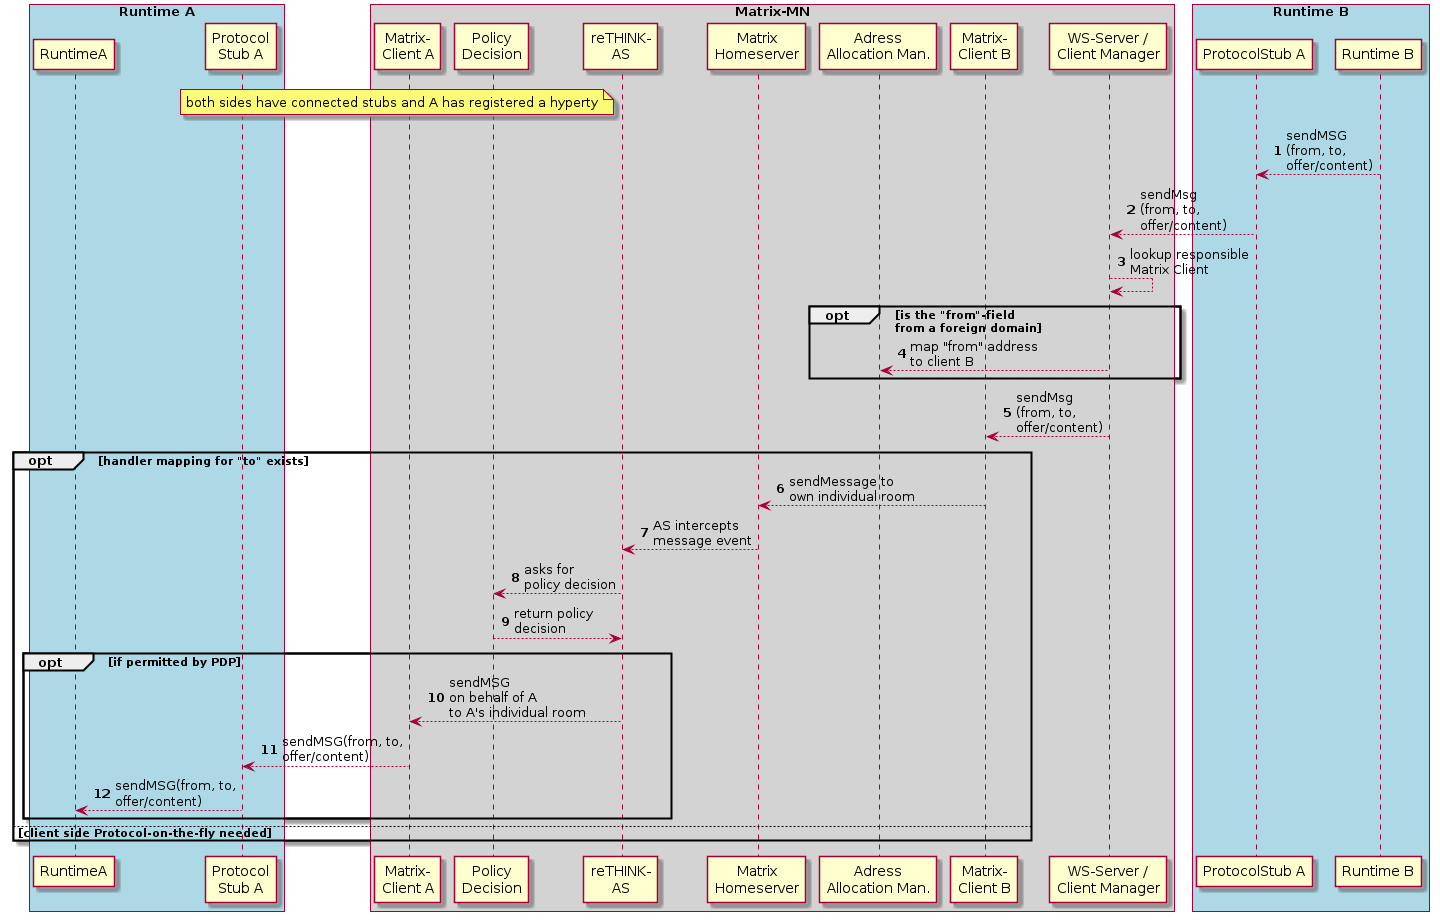 Runtime A
Matrix-MN
Runtime B
RuntimeA
Protocol
Stub A
Matrix-
Client A
Policy
Decision
reTHINK-
AS
Matrix
Homeserver
Adress
Allocation Man.
Matrix-
Client B
WS-Server /
Client Manager
ProtocolStub A
Runtime B
both sides have connected stubs and A has registered a hyperty
sendMSG
1 (from, to,
offer/content)
sendMsg
2 (from, to,
offer/content)
3 lookup responsible
Matrix Client
opt [is the "from"-field
from a foreign domain]
4 map "from" address
to client B
sendMsg
5 (from, to,
offer/content)
opt [handler mapping for "to" exists]
6 sendMessage to
own individual room
7 AS intercepts
message event
8 asks for
policy decision
9 return policy
decision
opt [if permitted by PDP]
sendMSG
10 on behalf of A
to A's individual room
11 sendMSG(from, to,
offer/content)
12 sendMSG(from, to,
offer/content)
[client side Protocol-on-the-fly needed]
RuntimeA
Protocol
Stub A
Matrix-
Client A
Policy
Decision
reTHINK-
AS
Matrix
Homeserver
Adress
Allocation Man.
Matrix-
Client B
WS-Server /
Client Manager
ProtocolStub A
Runtime B